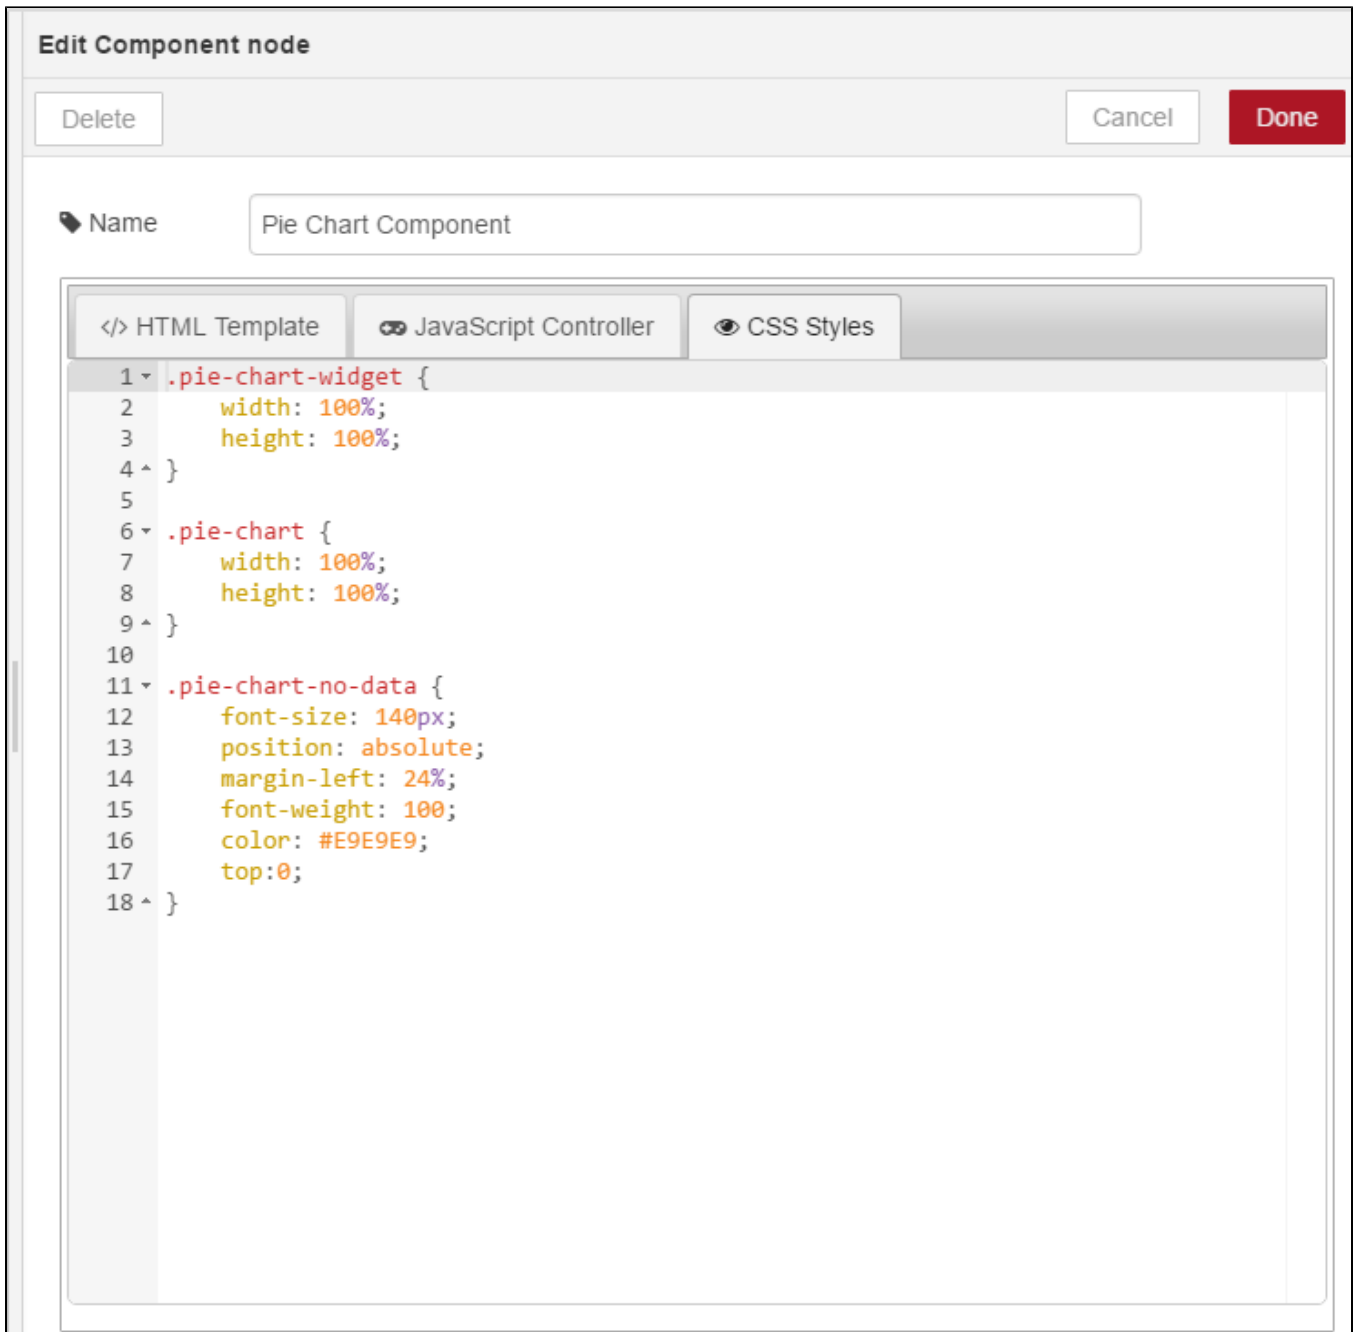 Edit Component node
Delete Cancel Done
Name Pie Chart Component
</> HTML Template JavaScript Controller CSS Styles
1 .pie-chart-widget {
2 width: 100%;
3 height: 100%;
4 }
5
6 .pie-chart {
7 width: 100%;
8 height: 100%;
9 }
10
11 .pie-chart-no-data {
12 font-size: 140px;
13 position: absolute;
14 margin-left: 24%;
15 font-weight: 100;
16 color: #E9E9E9;
17 top:0;
18 }